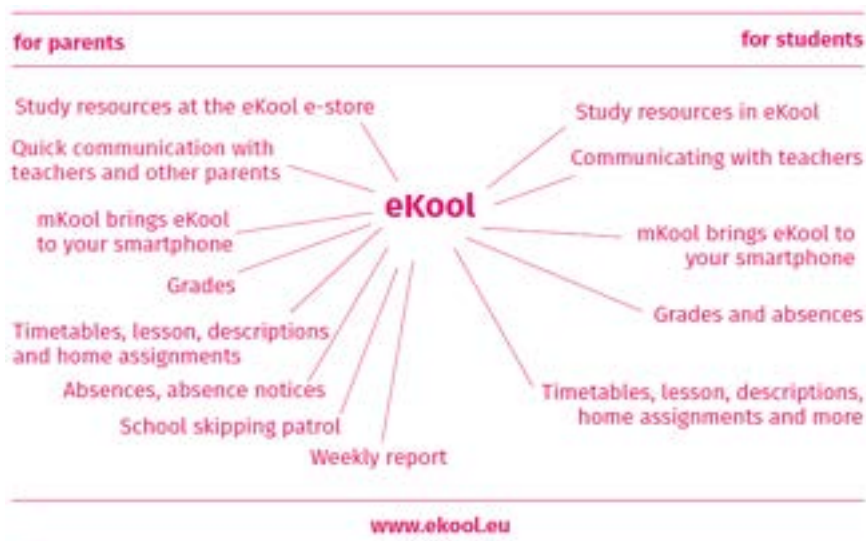 for parents
for students
Study resources at the eKool e-store
Quick communication with
teachers and other parents
mKool brings eKool
to your smartphone
Grades
Timetables, lesson, descriptions
and home assignments
Absences, absence notices
School skipping patrol
Weekly report
eKool
Study resources in eKool
Communicating with teachers
mKool brings eKool to
your smartphone
Grades and absences
Timetables, lesson, descriptions,
home assignments and more
www.ekool.eu